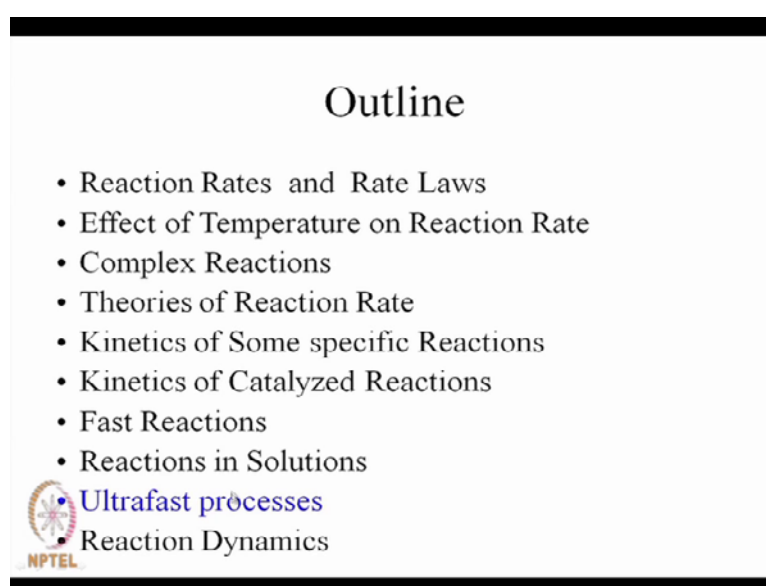 Outline
• Reaction Rates and Rate Laws
• Effect of Temperature on Reaction Rate
• Complex Reactions
• Theories of Reaction Rate
• Kinetics of Some specific Reactions
• Kinetics of Catalyzed Reactions
• Fast Reactions
• Reactions in Solutions
• Ultrafast processes
• Reaction Dynamics
NPTEL